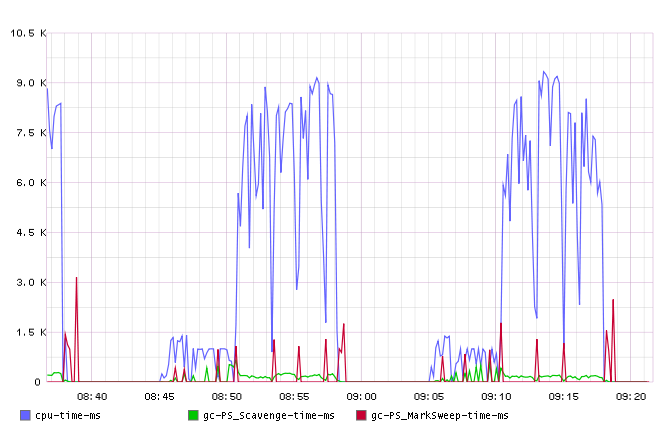 10.5 K
9.0 K
7.5 K
6.0 K
4.5 K
3.0 K
1.5 K
0
08:40 08:45 08:50 08:55 09:00 09:05 09:10 09:15 09:20
cpu-time-ms gc-PS_Scavenge-time-ms gc-PS_MarkSweep-time-ms